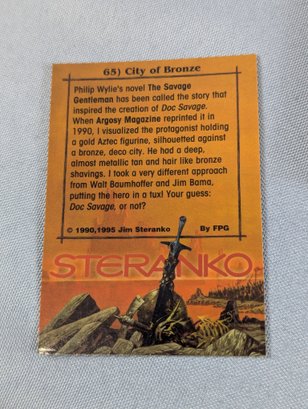 65) City of Bronze
Philip Wylie's novel The Savage
Gentleman has been called the story that
inspired the creation of Doc Savage.
When Argosy Magazine reprinted it in
1990, I visualized the protagonist holding
a gold Aztec figurine, silhouetted against
a bronze, deco city. He had a deep,
almost metallic tan and hair like bronze
shavings. I took a very different approach
from Walt Baumhoffer and Jim Bama,
putting the hero in a tux! Your guess:
Doc Savage, or not?
© 1990,1995 Jim Steranko By FPG
STERANKO